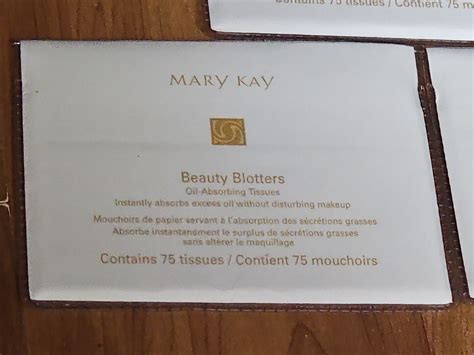 Contains 75 tissues / Contient 75 m
MARY KAY
Beauty Blotters
Oil-Absorbing Tissues
Instantly absorbs excess oil without disturbing makeup
Mouchoirs de papier servant à l'absorption des sécrétions grasses
Absorbe instantanément le surplus de sécrétions grasses
sans altérer le maquillage
Contains 75 tissues / Contient 75 mouchoirs